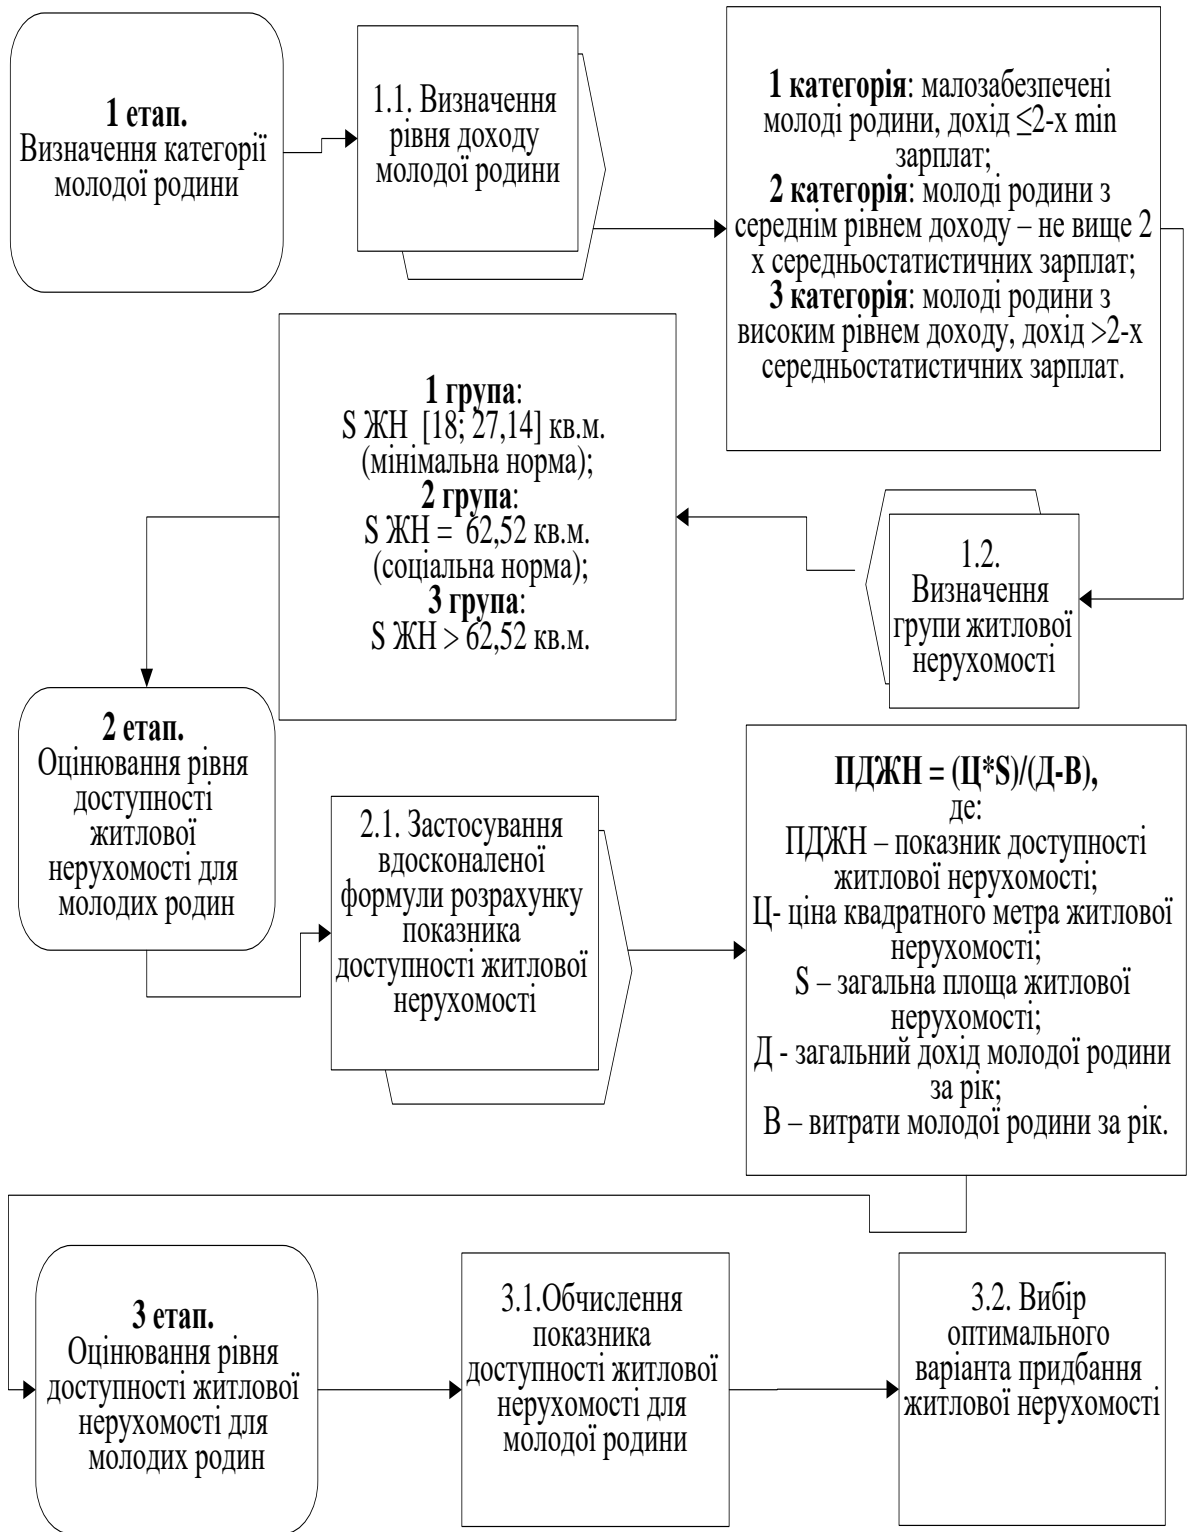 1 етап.
Визначення категорії
молодої родини
1.1. Визначення
рівня доходу
молодої родини
1 категорія: малозабезпечені
молоді родини, дохід ≤2-х min
зарплат;
2 категорія: молоді родини з
середнім рівнем доходу – не вище 2
х середньостатистичних зарплат;
3 категорія: молоді родини з
високим рівнем доходу, дохід >2-х
середньостатистичних зарплат.
1.2.
Визначення
групи житлової
нерухомості
1 група:
S ЖН [18; 27,14] кв.м.
(мінімальна норма);
2 група:
S ЖН = 62,52 кв.м.
(соціальна норма);
3 група:
S ЖН > 62,52 кв.м.
2 етап.
Оцінювання рівня
доступності
житлової
нерухомості для
молодих родин
2.1. Застосування
вдосконаленої
формули розрахунку
показника
доступності житлової
нерухомості
ПДЖН = (Ц*S)/(Д-В),
де:
ПДЖН – показник доступності
житлової нерухомості;
Ц- ціна квадратного метра житлової
нерухомості;
S – загальна площа житлової
нерухомості;
Д - загальний дохід молодої родини
за рік;
В – витрати молодої родини за рік.
3 етап.
Оцінювання рівня
доступності житлової
нерухомості для
молодих родин
3.1.Обчислення
показника
доступності житлової
нерухомості для
молодої родини
3.2. Вибір
оптимального
варіанта придбання
житлової нерухомості